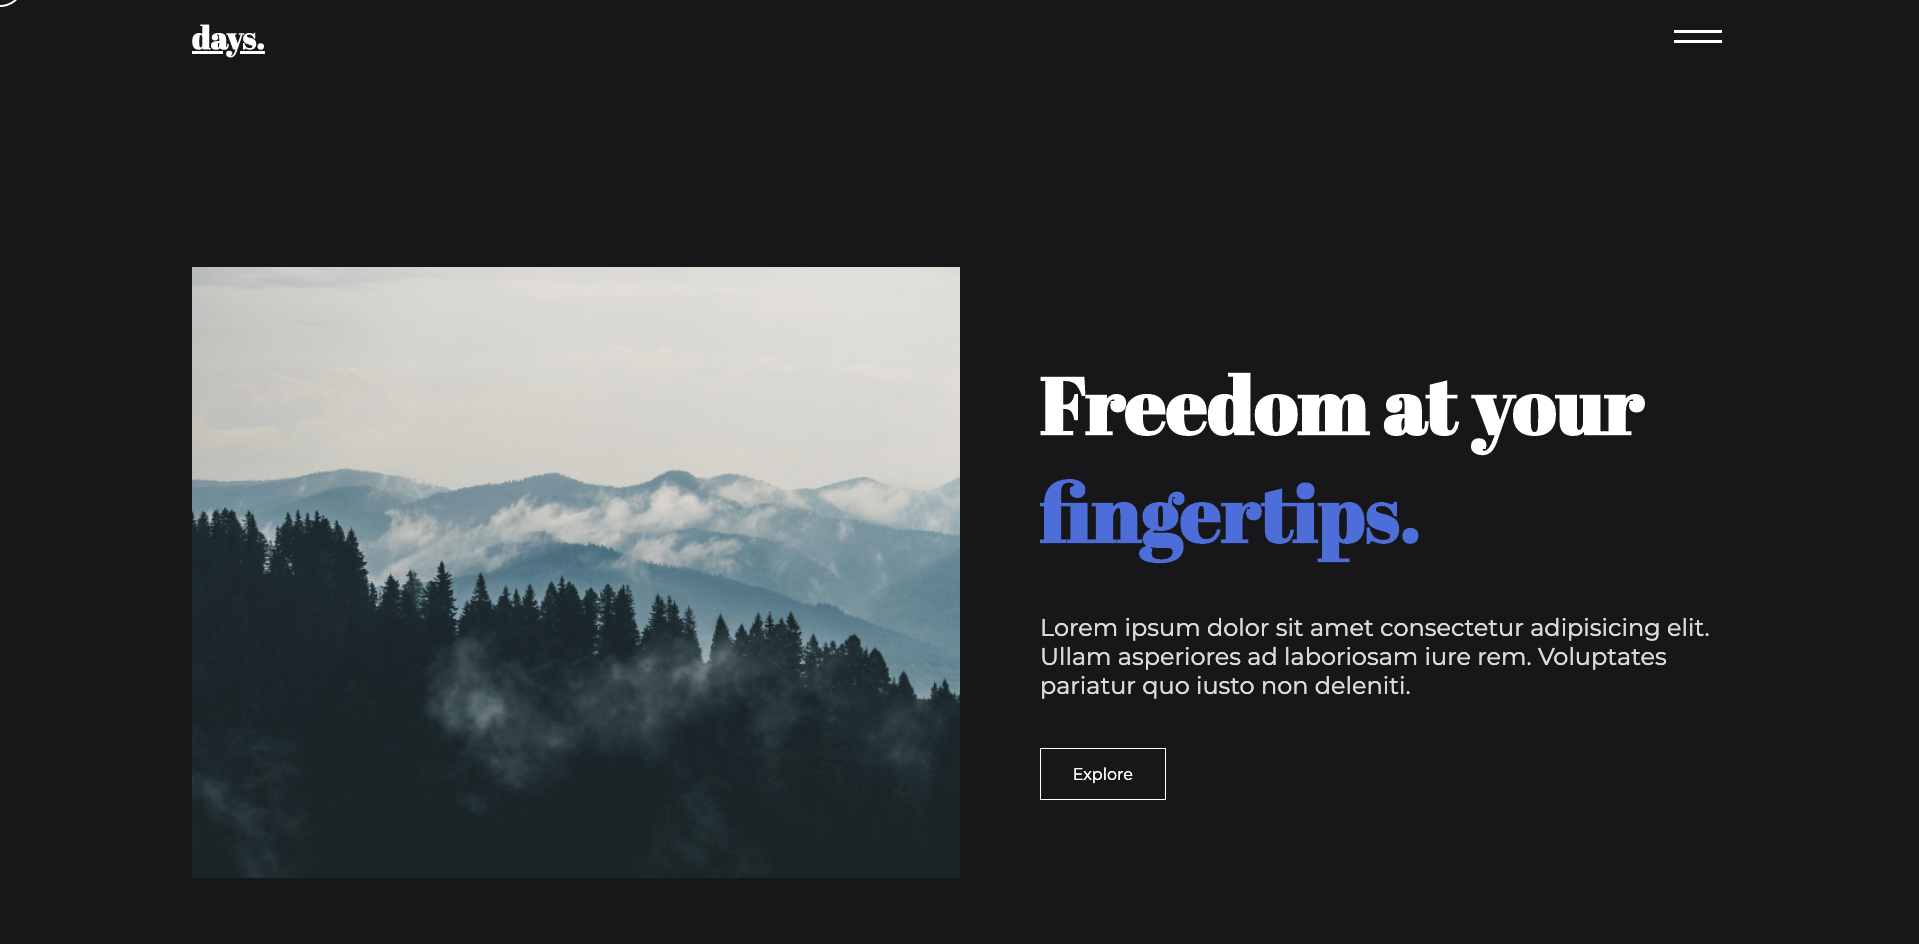 days.
Freedom at your
fingertips.
Lorem ipsum dolor sit amet consectetur adipisicing elit.
Ullam asperiores ad laboriosam iure rem. Voluptates
pariatur quo iusto non deleniti.
Explore